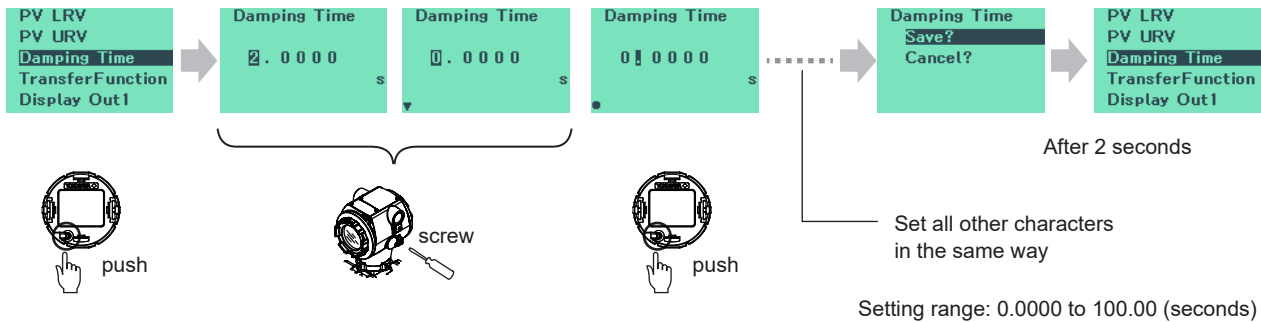 PV LRV
PV URV
Damping Time
TransferFunction
Display Out1
Damping Time
2.0000
s
Damping Time
0.0000
s
Damping Time
0.0000
s
Damping Time
Save?
Cancel?
PV LRV
PV URV
Damping Time
TransferFunction
Display Out1
After 2 seconds
push
screw
push
Set all other characters
in the same way
Setting range: 0.0000 to 100.00 (seconds)